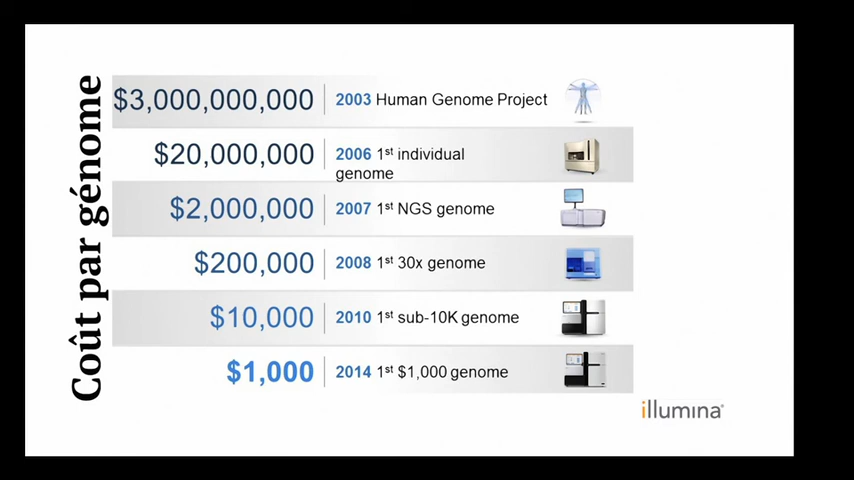 Coût par génome
$3,000,000,000 2003 Human Genome Project
$20,000,000 2006 1st individual
genome
$2,000,000 2007 1st NGS genome
$200,000 2008 1st 30x genome
$10,000 2010 1st sub-10K genome
$1,000 2014 1st $1,000 genome
illumina®